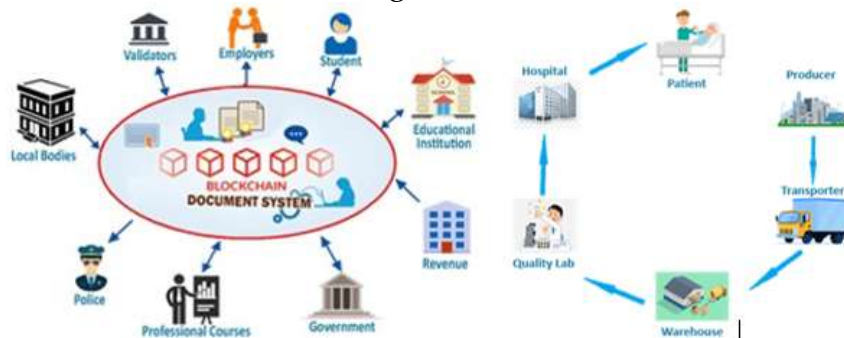 Validators
Employers
Student
Local Bodies
Educational
Institution
BLOCKCHAIN
DOCUMENT SYSTEM
Revenue
Police
Professional Courses
Government
Hospital
Patient
Producer
Transporter
Quality Lab
Warehouse